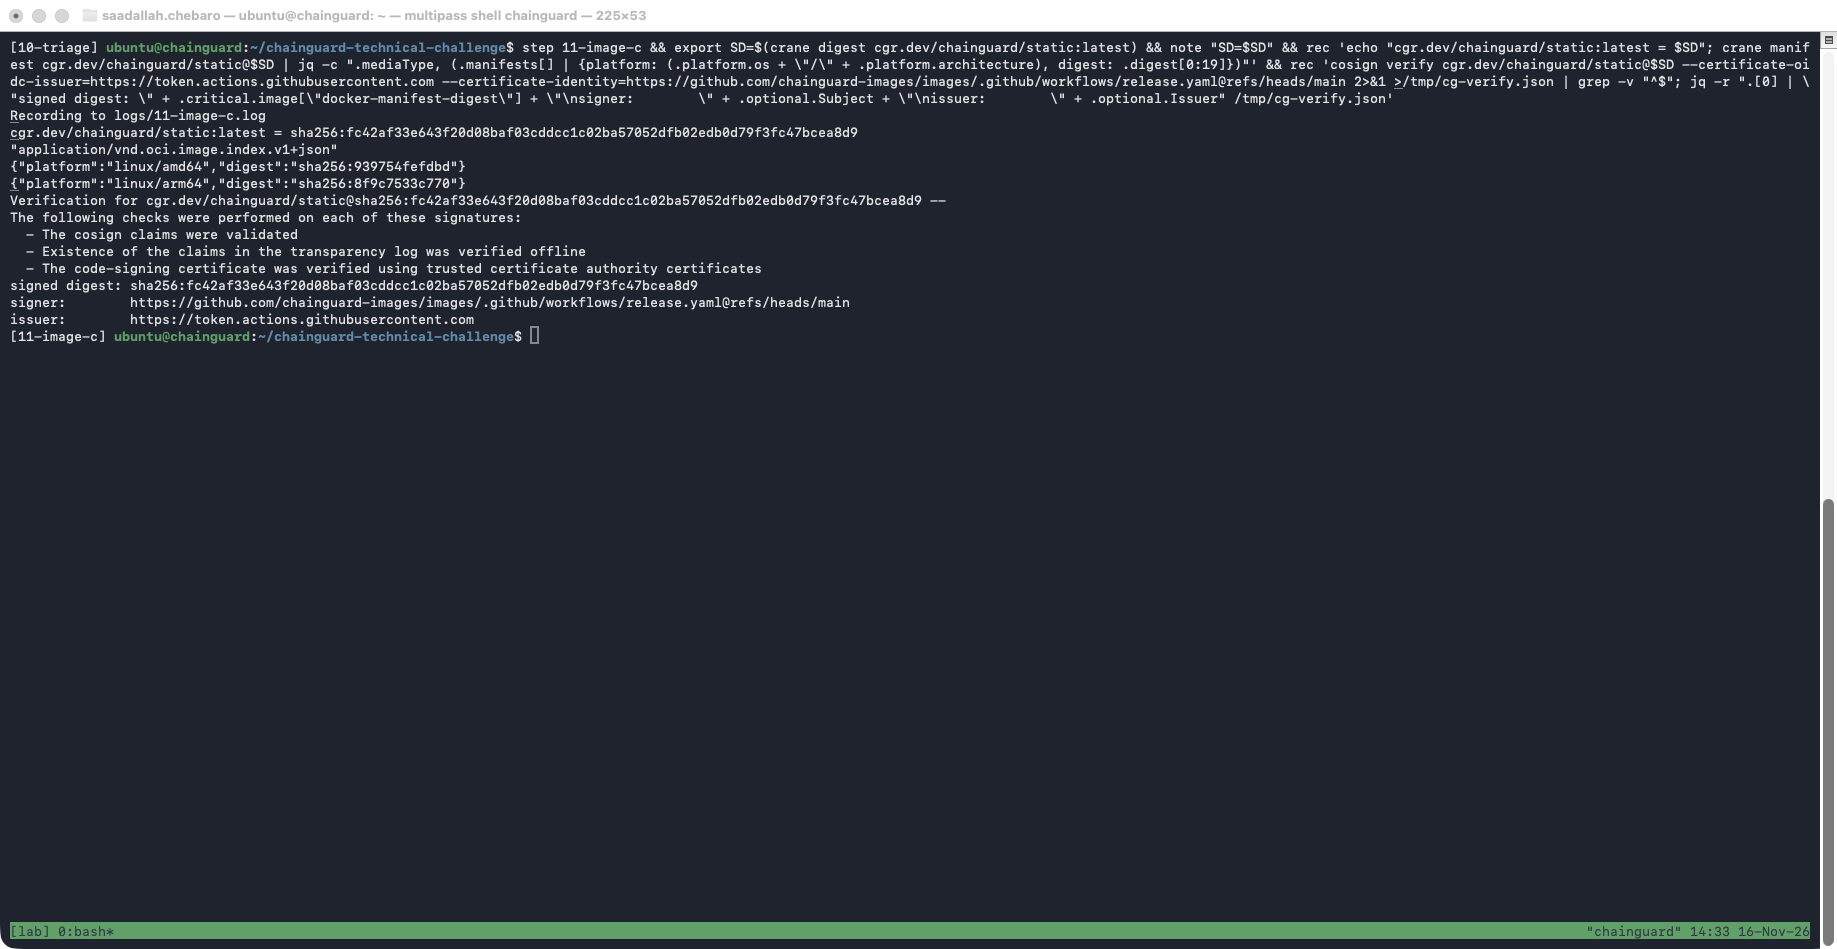 saadallah.chebaro — ubuntu@chainguard: ~ — multipass shell chainguard — 225×53
[10-triage] ubuntu@chainguard:~/chainguard-technical-challenge$ step 11-image-c && export SD=$(crane digest cgr.dev/chainguard/static:latest) && note "SD=$SD" && rec 'echo "cgr.dev/chainguard/static:latest = $SD"; crane manif
est cgr.dev/chainguard/static@$SD | jq -c ".mediaType, (.manifests[] | {platform: (.platform.os + \"/\" + .platform.architecture), digest: .digest[0:19]})"' && rec 'cosign verify cgr.dev/chainguard/static@$SD --certificate-oi
dc-issuer=https://token.actions.githubusercontent.com --certificate-identity=https://github.com/chainguard-images/images/.github/workflows/release.yaml@refs/heads/main 2>&1 >/tmp/cg-verify.json | grep -v "^$"; jq -r ".[0] | \
"signed digest: \" + .critical.image[\"docker-manifest-digest\"] + \"\nsigner:        \" + .optional.Subject + \"\nissuer:        \" + .optional.Issuer" /tmp/cg-verify.json'
Recording to logs/11-image-c.log
cgr.dev/chainguard/static:latest = sha256:fc42af33e643f20d08baf03cddcc1c02ba57052dfb02edb0d79f3fc47bcea8d9
"application/vnd.oci.image.index.v1+json"
{"platform":"linux/amd64","digest":"sha256:939754fefdbd"}
{"platform":"linux/arm64","digest":"sha256:8f9c7533c770"}
Verification for cgr.dev/chainguard/static@sha256:fc42af33e643f20d08baf03cddcc1c02ba57052dfb02edb0d79f3fc47bcea8d9 --
The following checks were performed on each of these signatures:
  - The cosign claims were validated
  - Existence of the claims in the transparency log was verified offline
  - The code-signing certificate was verified using trusted certificate authority certificates
signed digest: sha256:fc42af33e643f20d08baf03cddcc1c02ba57052dfb02edb0d79f3fc47bcea8d9
signer:        https://github.com/chainguard-images/images/.github/workflows/release.yaml@refs/heads/main
issuer:        https://token.actions.githubusercontent.com
[11-image-c] ubuntu@chainguard:~/chainguard-technical-challenge$
[lab] 0:bash* "chainguard" 14:33 16-Nov-26